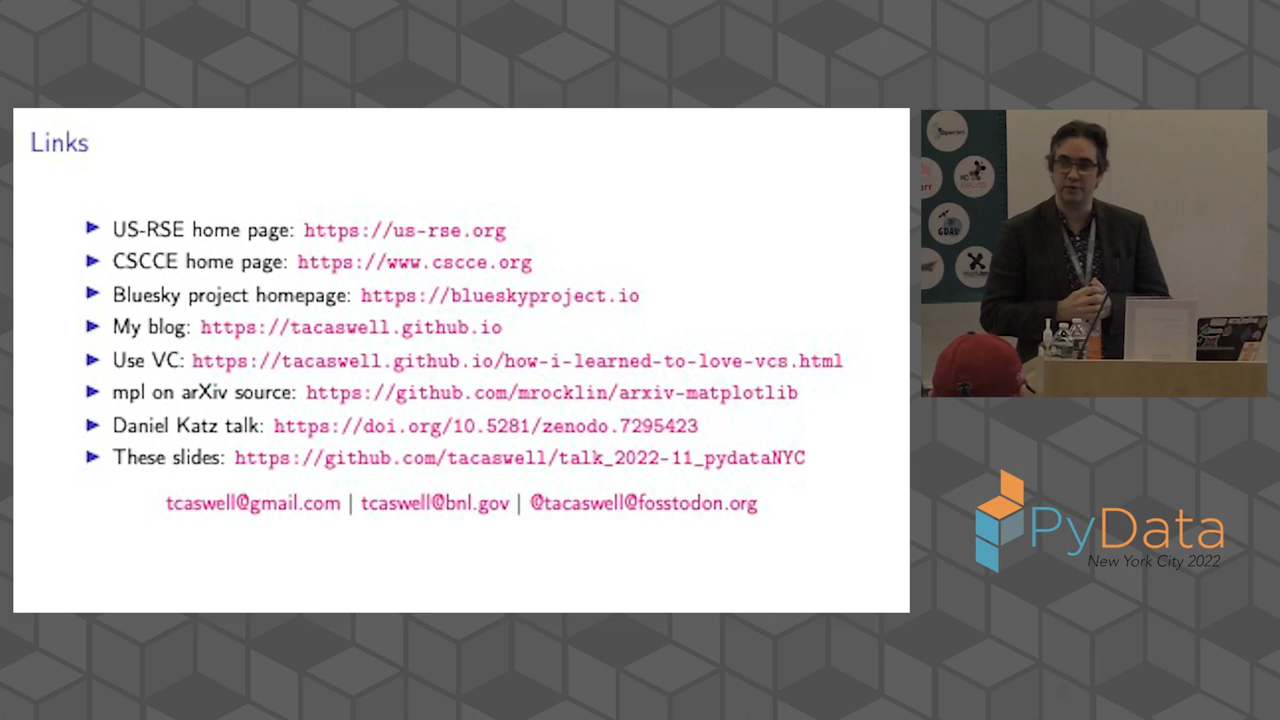 Links
US-RSE home page: https://us-rse.org
CSCCE home page: https://www.cscce.org
Bluesky project homepage: https://blueskyproject.io
My blog: https://tacaswell.github.io
Use VC: https://tacaswell.github.io/how-i-learned-to-love-vcs.html
mpl on arXiv source: https://github.com/mrocklin/arxiv-matplotlib
Daniel Katz talk: https://doi.org/10.5281/zenodo.7295423
These slides: https://github.com/tacaswell/talk_2022-11_pydataNYC
tcaswell@gmail.com | tcaswell@bnl.gov | @tacaswell@fosstodon.org
GDAL
PyData
New York City 2022